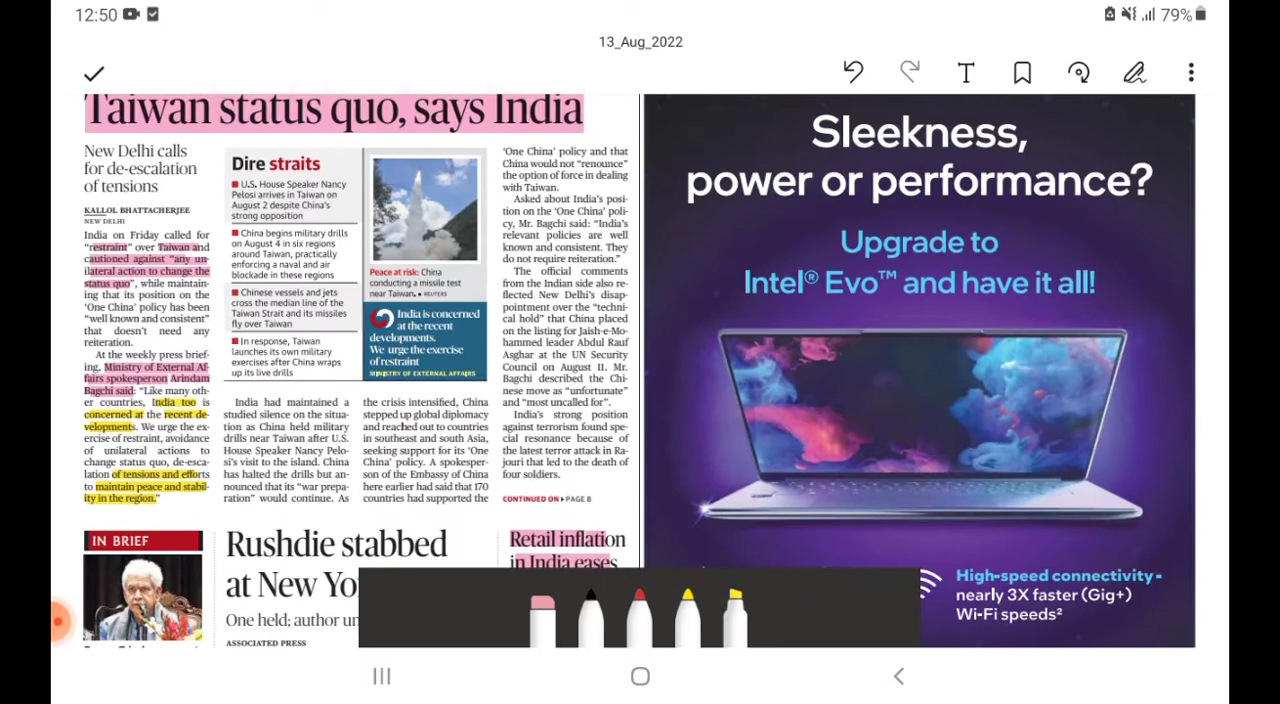 12:50
79%
13_Aug_2022
T
Taiwan status quo, says India
New Delhi calls
for de-escalation
of tensions
KALLOL BHATTACHERJEE
NEW DELHI
India on Friday called for
“restraint” over Taiwan and
cautioned against “any un-
ilateral action to change the
status quo”, while maintain-
ing that its position on the
‘One China’ policy has been
“well known and consistent”
that doesn’t need any
reiteration.
At the weekly press brief-
ing, Ministry of External Af-
fairs spokesperson Arindam
Bagchi said: “Like many oth-
er countries, India too is
concerned at the recent de-
velopments. We urge the ex-
ercise of restraint, avoidance
of unilateral actions to
change status quo, de-esca-
lation of tensions and efforts
to maintain peace and stabil-
ity in the region.”
Dire straits
U.S. House Speaker Nancy
Pelosi arrives in Taiwan on
August 2 despite China’s
strong opposition
China begins military drills
on August 4 in six regions
around Taiwan, practically
enforcing a naval and air
blockade in these regions
Chinese vessels and jets
cross the median line of the
Taiwan Strait and its missiles
fly over Taiwan
In response, Taiwan
launches its own military
exercises after China wraps
up its live drills
Peace at risk: China
conducting a missile test
near Taiwan. • REUTERS
India is concerned
at the recent
developments.
We urge the exercise
of restraint
MINISTRY OF EXTERNAL AFFAIRS
India had maintained a
studied silence on the situa-
tion as China held military
drills near Taiwan after U.S.
House Speaker Nancy Pelo-
si’s visit to the island. China
has halted the drills but an-
nounced that its “war prepa-
ration” would continue. As
the crisis intensified, China
stepped up global diplomacy
and reached out to countries
in southeast and south Asia,
seeking support for its ‘One
China’ policy. A spokesper-
son of the Embassy of China
here earlier had said that 170
countries had supported the
‘One China’ policy and that
China would not “renounce”
the option of force in dealing
with Taiwan.
Asked about India’s posi-
tion on the ‘One China’ poli-
cy, Mr. Bagchi said: “India’s
relevant policies are well
known and consistent. They
do not require reiteration.”
The official comments
from the Indian side also re-
flected New Delhi’s disap-
pointment over the “techni-
cal hold” that China placed
on the listing for Jaish-e-Mo-
hammed leader Abdul Rauf
Asghar at the UN Security
Council on August 11. Mr.
Bagchi described the Chi-
nese move as “unfortunate”
and “most uncalled for”.
India’s strong position
against terrorism found spe-
cial resonance because of
the latest terror attack in Ra-
jouri that led to the death of
four soldiers.
CONTINUED ON PAGE 8
IN BRIEF
Rushdie stabbed
at New Yo
One held; author un
ASSOCIATED PRESS
Retail inflation
in India eases
Sleekness,
power or performance?
Upgrade to
Intel® Evo™ and have it all!
High-speed connectivity-
nearly 3X faster (Gig+)
Wi-Fi speeds²